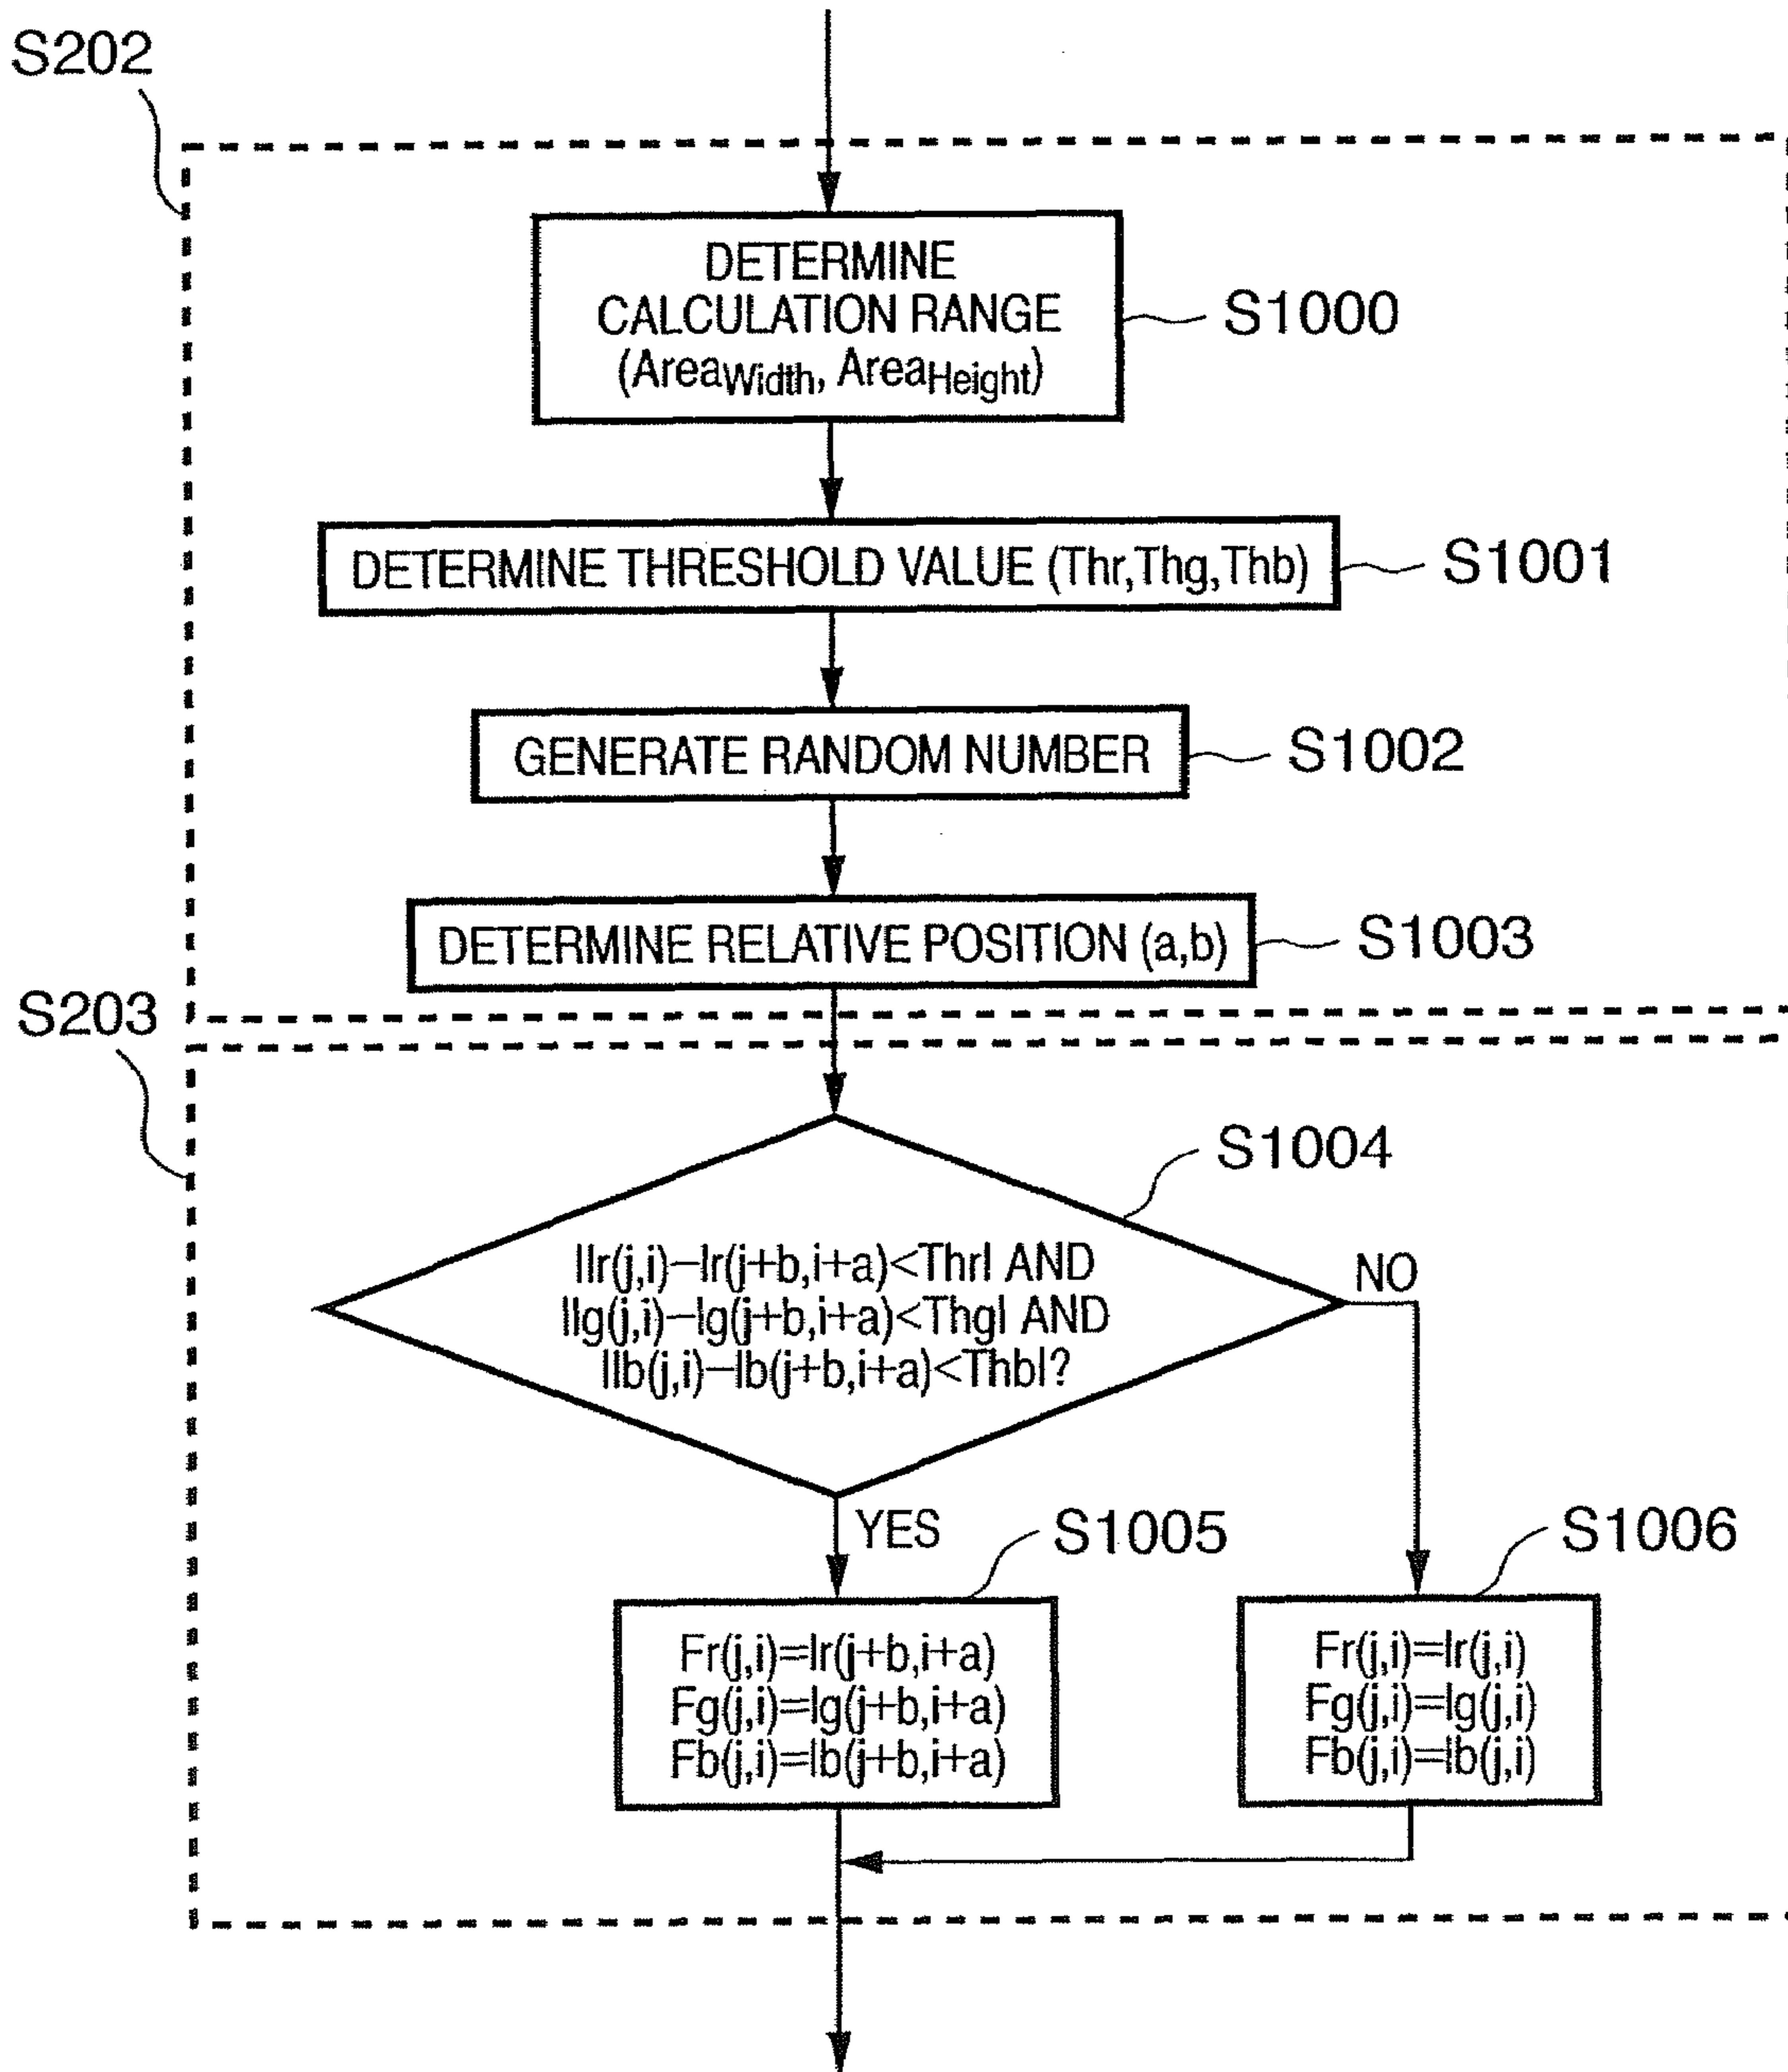 S202
DETERMINE
CALCULATION RANGE
(AreaWidth, AreaHeight)
S1000
DETERMINE THRESHOLD VALUE (Thr,Thg,Thb)
S1001
GENERATE RANDOM NUMBER
S1002
DETERMINE RELATIVE POSITION (a,b)
S1003
S203
S1004
|Ir(j,i)−Ir(j+b,i+a)<Thr| AND
|Ig(j,i)−Ig(j+b,i+a)<Thg| AND
|Ib(j,i)−Ib(j+b,i+a)<Thb|?
NO
YES
S1005
Fr(j,i)=Ir(j+b,i+a)
Fg(j,i)=Ig(j+b,i+a)
Fb(j,i)=Ib(j+b,i+a)
S1006
Fr(j,i)=Ir(j,i)
Fg(j,i)=Ig(j,i)
Fb(j,i)=Ib(j,i)